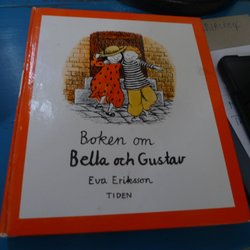 Boken om
Bella och Gustav
Eva Eriksson
TIDEN